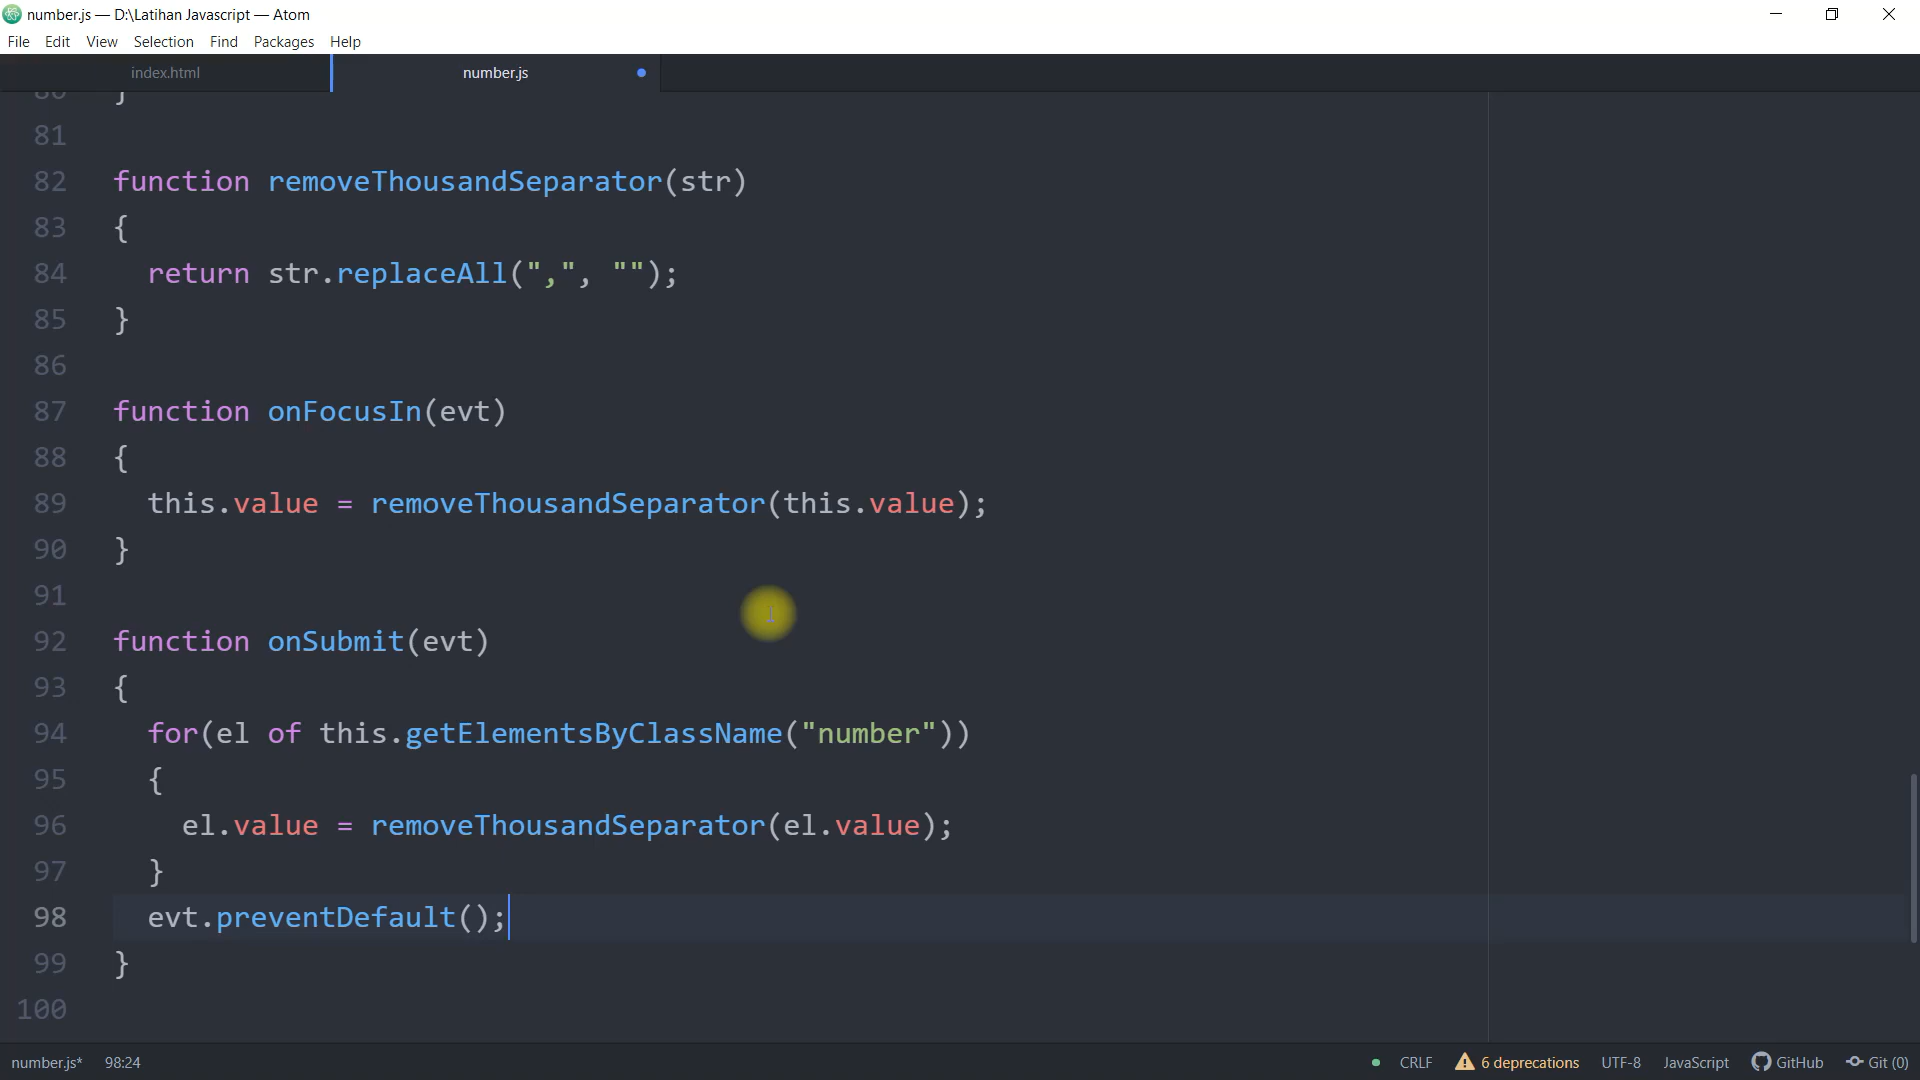 number.js — D:\Latihan Javascript — Atom
File Edit View Selection Find Packages Help
index.html number.js
80 }
81
82 function removeThousandSeparator(str)
83 {
84 return str.replaceAll(",", "");
85 }
86
87 function onFocusIn(evt)
88 {
89 this.value = removeThousandSeparator(this.value);
90 }
91
92 function onSubmit(evt)
93 {
94 for(el of this.getElementsByClassName("number"))
95 {
96 el.value = removeThousandSeparator(el.value);
97 }
98 evt.preventDefault();
99 }
100
number.js* 98:24 CRLF 6 deprecations UTF-8 JavaScript GitHub Git (0)